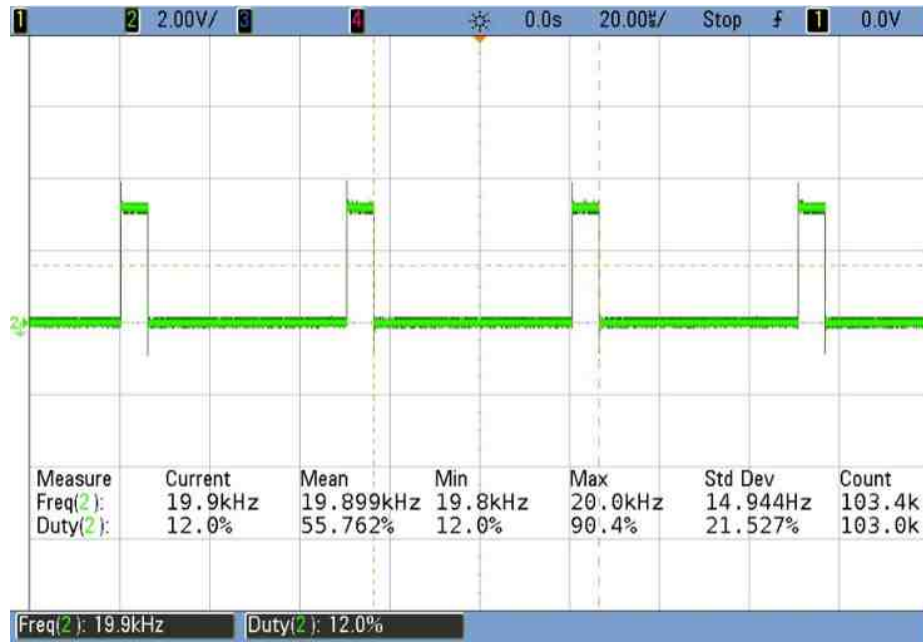 1 2 2.00V/ 3 4 0.0s 20.00㎲/ Stop 1 0.0V
2
Measure Current Mean Min Max Std Dev Count
Freq(2): 19.9kHz 19.899kHz 19.8kHz 20.0kHz 14.944Hz 103.4k
Duty(2): 12.0% 55.762% 12.0% 90.4% 21.527% 103.0k
Freq(2): 19.9kHz Duty(2): 12.0%